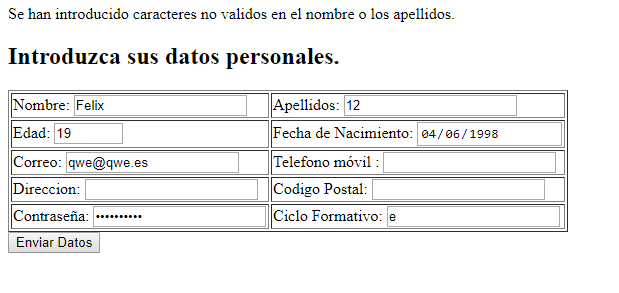 Se han introducido caracteres no validos en el nombre o los apellidos.
Introduzca sus datos personales.
Nombre: Felix Apellidos: 12
Edad: 19 Fecha de Nacimiento: 04/06/1998
Correo: qwe@qwe.es Telefono móvil :
Direccion: Codigo Postal:
Contraseña: •••••••••• Ciclo Formativo: e
Enviar Datos